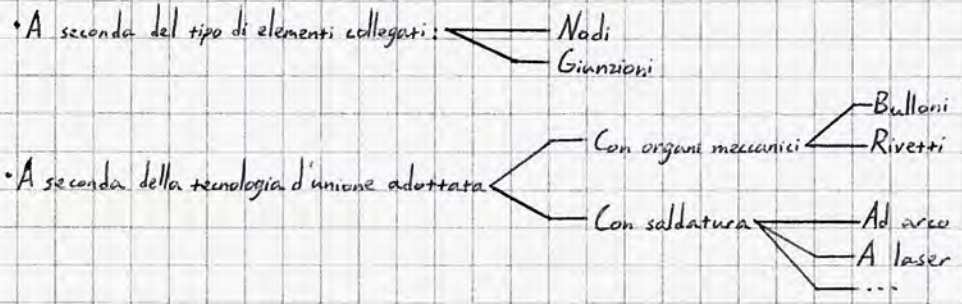 •A seconda del tipo di elementi collegati:
Nodi
Giunzioni
•A seconda della tecnologia d'unione adottata
Con organi meccanici
Bulloni
Rivetti
Con saldatura
Ad arco
A laser
....